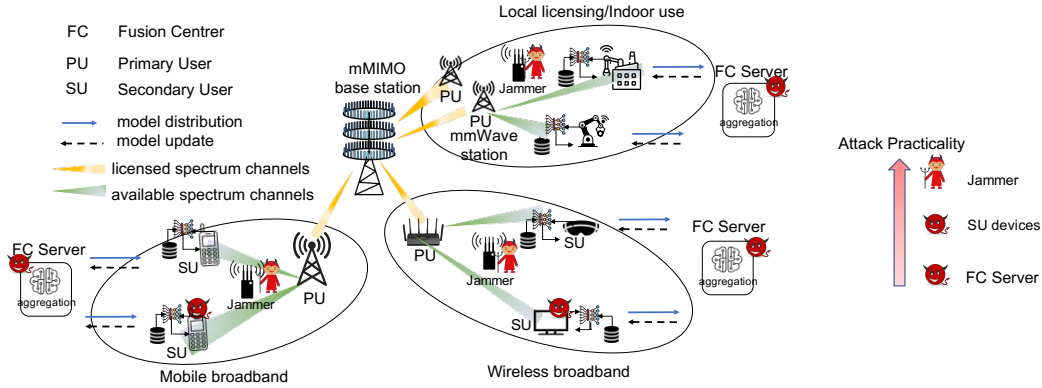 FC Fusion Centrer
PU Primary User
SU Secondary User
model distribution
model update
licensed spectrum channels
available spectrum channels
mMIMO
base station
Local licensing/Indoor use
PU
Jammer
PU
mmWave
station
FC Server
aggregation
Attack Practicality
Jammer
SU devices
FC Server
FC Server
aggregation
SU
Jammer
SU
PU
Mobile broadband
PU
SU
Jammer
SU
Wireless broadband
FC Server
aggregation